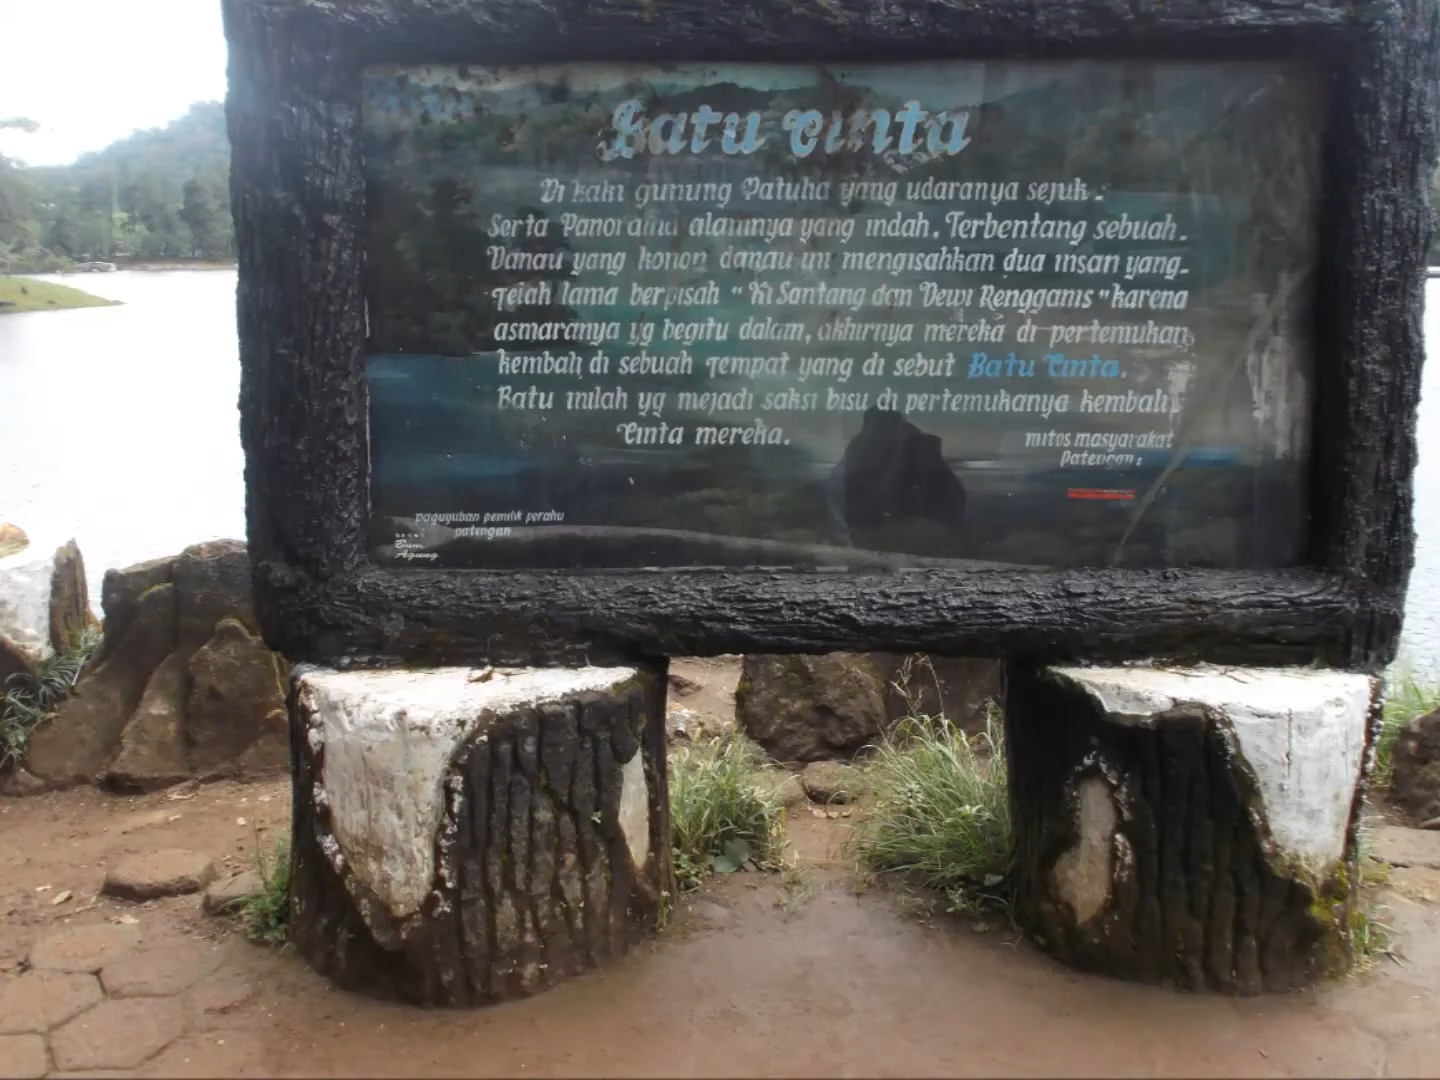 Batu Cinta
Di kaki gunung Patuha yang udaranya sejuk.
Serta Panorama alamnya yang indah. Terbentang sebuah.
Danau yang konon danau ini mengisahkan dua insan yang-
Telah lama berpisah " Ki Santang dan Dewi Rengganis " karena
asmaranya yg begitu dalam, akhirnya mereka di pertemukan
kembali di sebuah Tempat yang di sebut Batu Cinta.
Batu inilah yg mejadi saksi bisu di pertemukanya kembali
Cinta mereka.
mitos masyarakat
Patengan:
paguyuban pemilik perahu
patengan
Agung